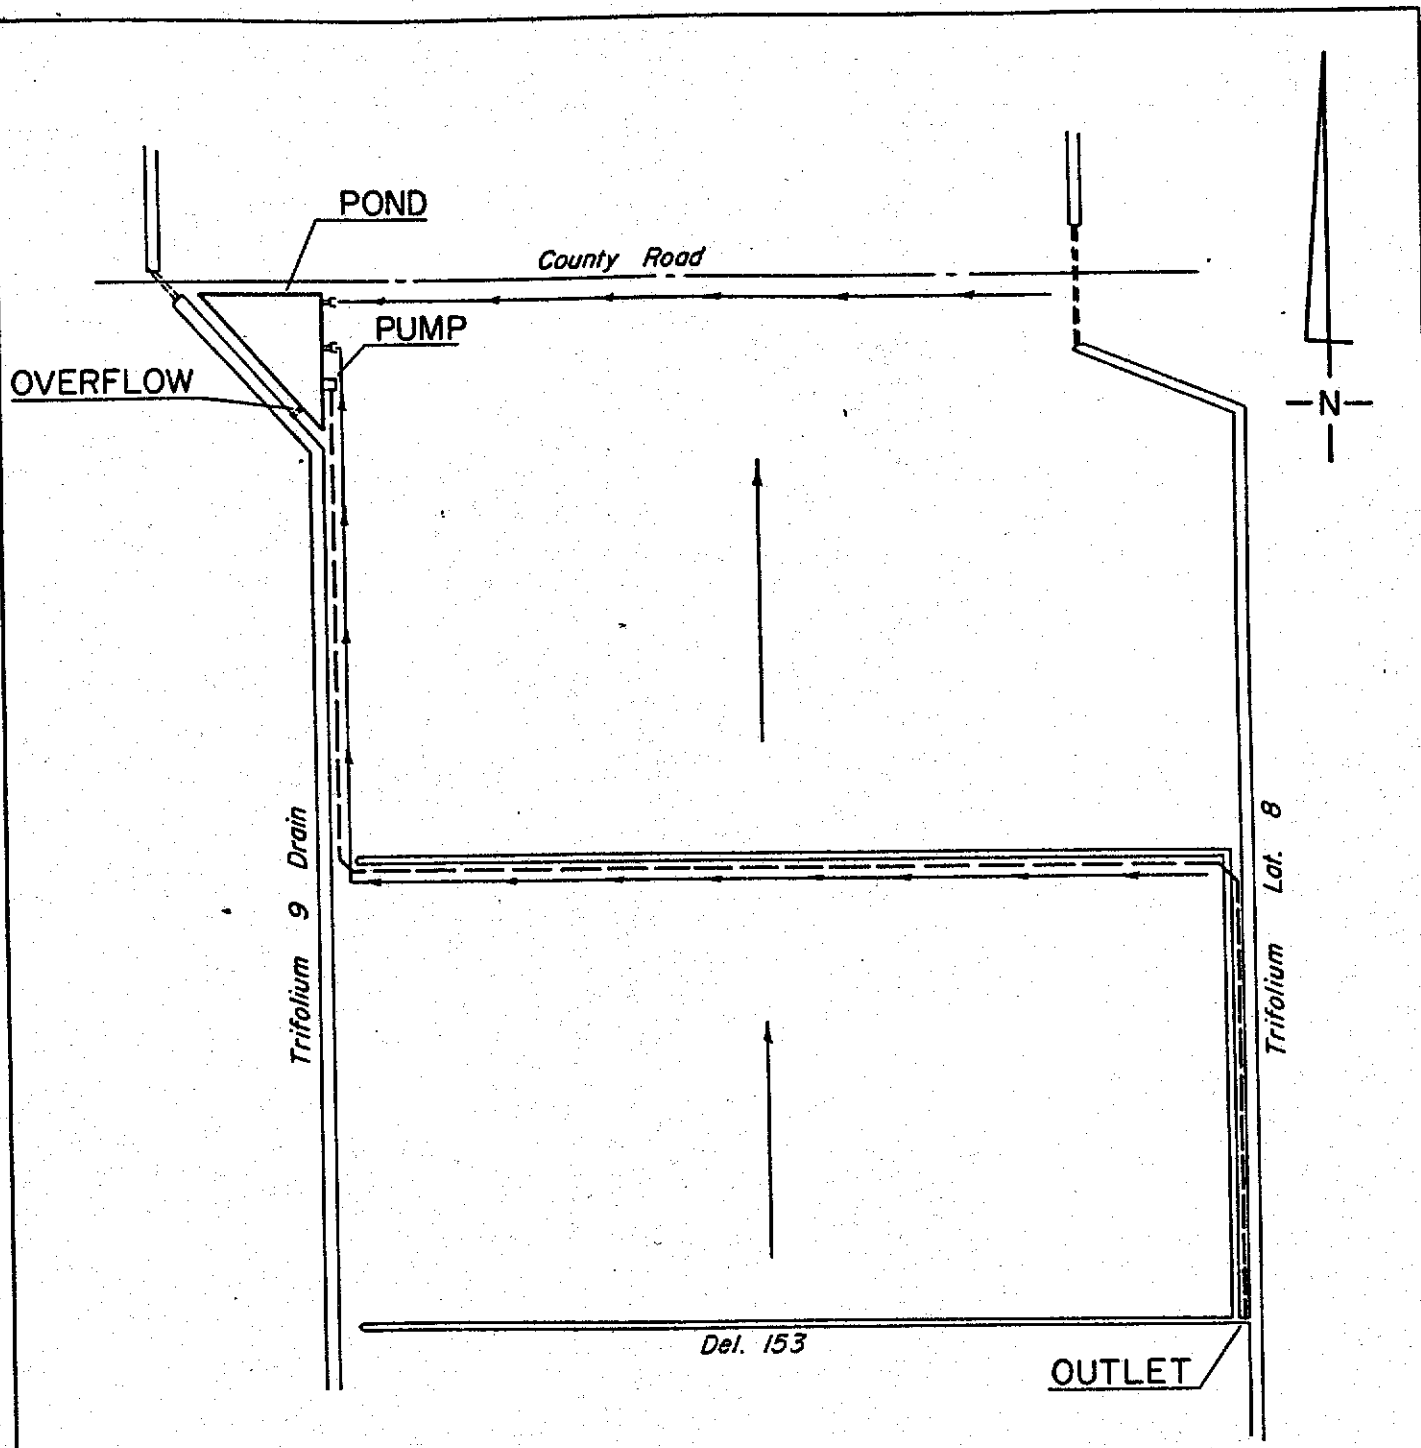 POND
County Road
PUMP
OVERFLOW
N
Trifolium 9 Drain
Trifolium Lat. 8
Del. 153
OUTLET